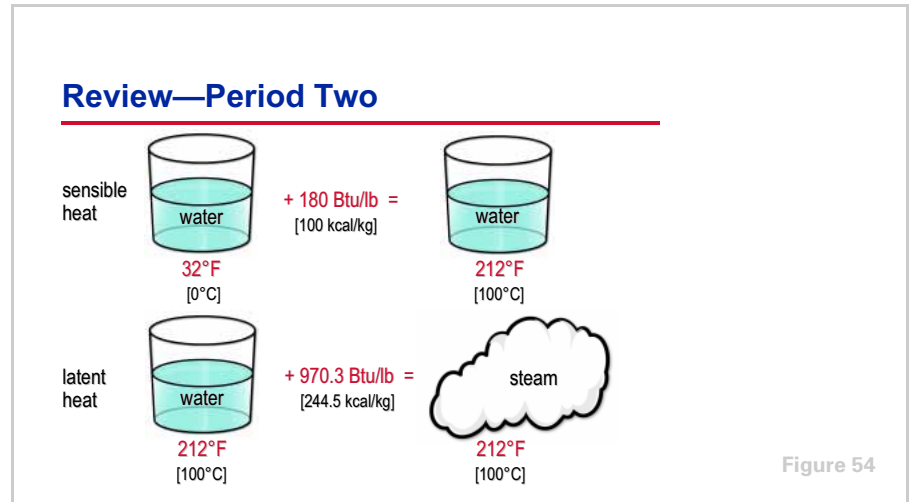 Review—Period Two
sensible heat
water
+ 180 Btu/lb =
[100 kcal/kg]
water
32°F
[0°C]
212°F
[100°C]
latent heat
water
+ 970.3 Btu/lb =
[244.5 kcal/kg]
steam
212°F
[100°C]
212°F
[100°C]
Figure 54